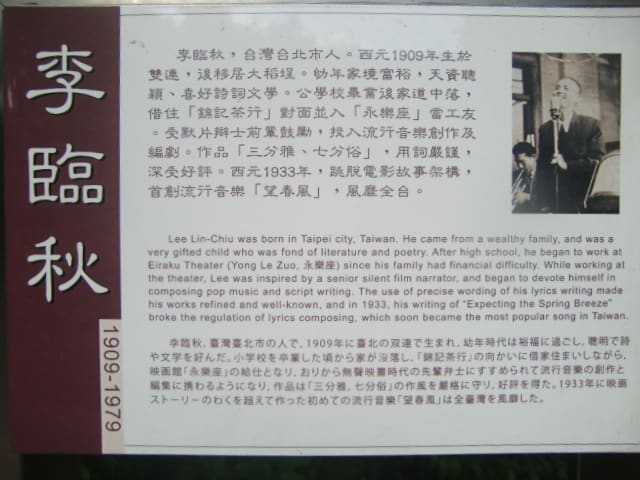 李臨秋
1909-1979
李臨秋，台灣台北市人。西元1909年生於
雙連，後移居大稻埕。幼年家境富裕，天資聰
穎、喜好詩詞文學。公學校畢業後家道中落，
借住「錦記茶行」對面並入「永樂座」當工友
。受默片辯士前輩鼓勵，投入流行音樂創作及
編劇。作品「三分雅、七分俗」，用詞嚴謹，
深受好評。西元1933年，跳脫電影故事架構，
首創流行音樂「望春風」，風靡全台。
Lee Lin-Chiu was born in Taipei city, Taiwan. He came from a wealthy family, and was a
very gifted child who was fond of literature and poetry. After high school, he began to work at
Eiraku Theater (Yong Le Zuo, 永樂座) since his family had financial difficulty. While working at
the theater, Lee was inspired by a senior silent film narrator, and began to devote himself in
composing pop music and script writing. The use of precise wording of his lyrics writing made
his works refined and well-known, and in 1933, his writing of “Expecting the Spring Breeze”
broke the regulation of lyrics composing, which soon became the most popular song in Taiwan.
李臨秋，臺灣臺北市の人で，1909年に臺北の双連で生まれ，幼年時代は裕福に過ごし，聰明で詩
や文学を好んだ。小学校を卒業した頃から家が沒落し，「錦記茶行」の向かいに借家住まいしながら，
映画館「永樂座」の給仕となり，おりから無聲映畫時代の先輩弁士にすすめられて流行音楽の創作と
編集に携わるようになり，作品は「三分雅，七分俗」の作風を厳格に守り，好評を得た。1933年に映画
ストーリーのわくを超えて作った初めての流行音樂「望春風」は全臺灣を風靡した。